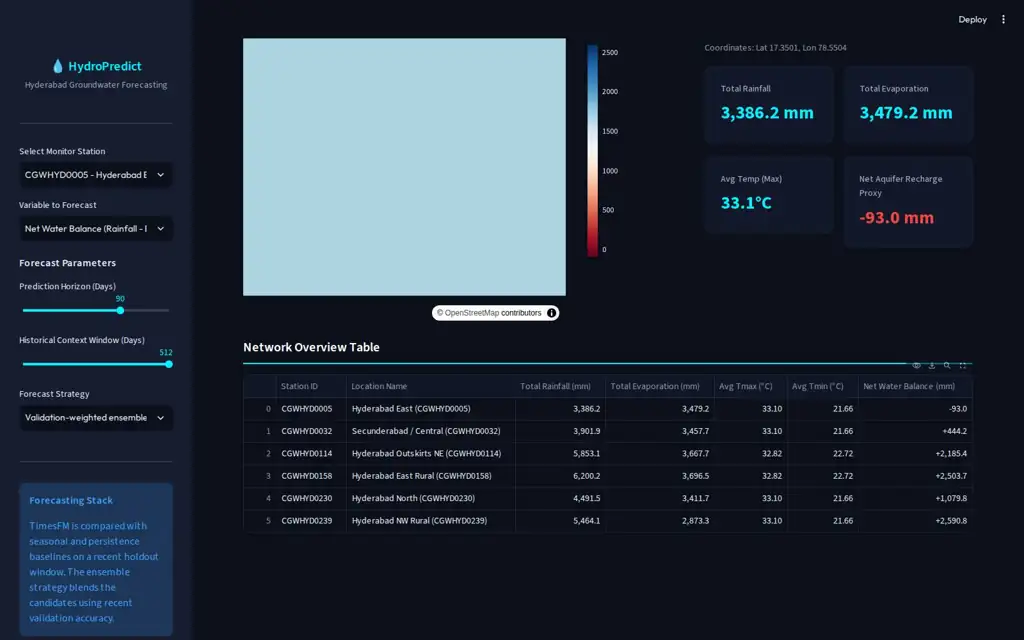 Deploy
HydroPredict
Hyderabad Groundwater Forecasting
Select Monitor Station
CGWHYD0005 - Hyderabad E
Variable to Forecast
Net Water Balance (Rainfall - I
Forecast Parameters
Prediction Horizon (Days)
90
Historical Context Window (Days)
512
Forecast Strategy
Validation-weighted ensemble
Forecasting Stack
TimesFM is compared with
seasonal and persistence
baselines on a recent holdout
window. The ensemble
strategy blends the
candidates using recent
validation accuracy.
2500
2000
1500
1000
500
0
© OpenStreetMap contributors
Coordinates: Lat 17.3501, Lon 78.5504
Total Rainfall
3,386.2 mm
Total Evaporation
3,479.2 mm
Avg Temp (Max)
33.1°C
Net Aquifer Recharge
Proxy
-93.0 mm
Network Overview Table
Station ID Location Name Total Rainfall (mm) Total Evaporation (mm) Avg Tmax (°C) Avg Tmin (°C) Net Water Balance (mm)
0 CGWHYD0005 Hyderabad East (CGWHYD0005) 3,386.2 3,479.2 33.10 21.66 -93.0
1 CGWHYD0032 Secunderabad / Central (CGWHYD0032) 3,901.9 3,457.7 33.10 21.66 +444.2
2 CGWHYD0114 Hyderabad Outskirts NE (CGWHYD0114) 5,853.1 3,667.7 32.82 22.72 +2,185.4
3 CGWHYD0158 Hyderabad East Rural (CGWHYD0158) 6,200.2 3,696.5 32.82 22.72 +2,503.7
4 CGWHYD0230 Hyderabad North (CGWHYD0230) 4,491.5 3,411.7 33.10 21.66 +1,079.8
5 CGWHYD0239 Hyderabad NW Rural (CGWHYD0239) 5,464.1 2,873.3 33.10 21.66 +2,590.8